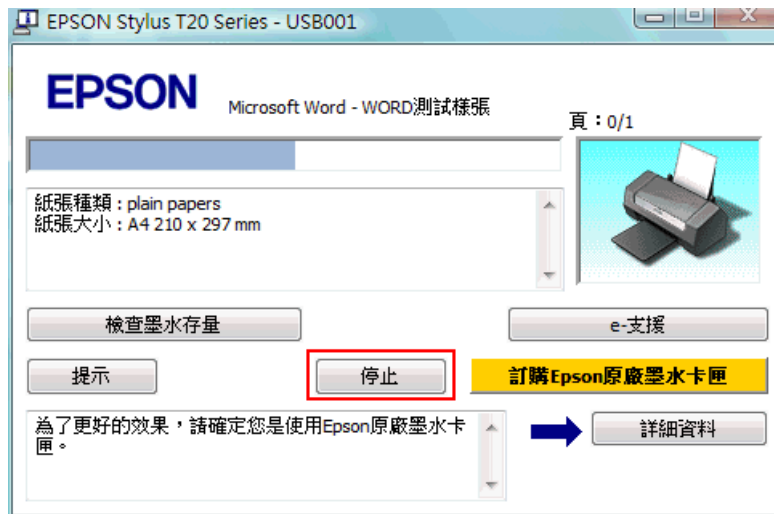 EPSON Stylus T20 Series - USB001
EPSON
Microsoft Word - WORD測試樣張
頁：0/1
紙張種類 : plain papers
紙張大小 : A4 210 x 297 mm
檢查墨水存量
e-支援
提示
停止
訂購Epson原廠墨水卡匣
為了更好的效果，請確定您是使用Epson原廠墨水卡
匣。
詳細資料